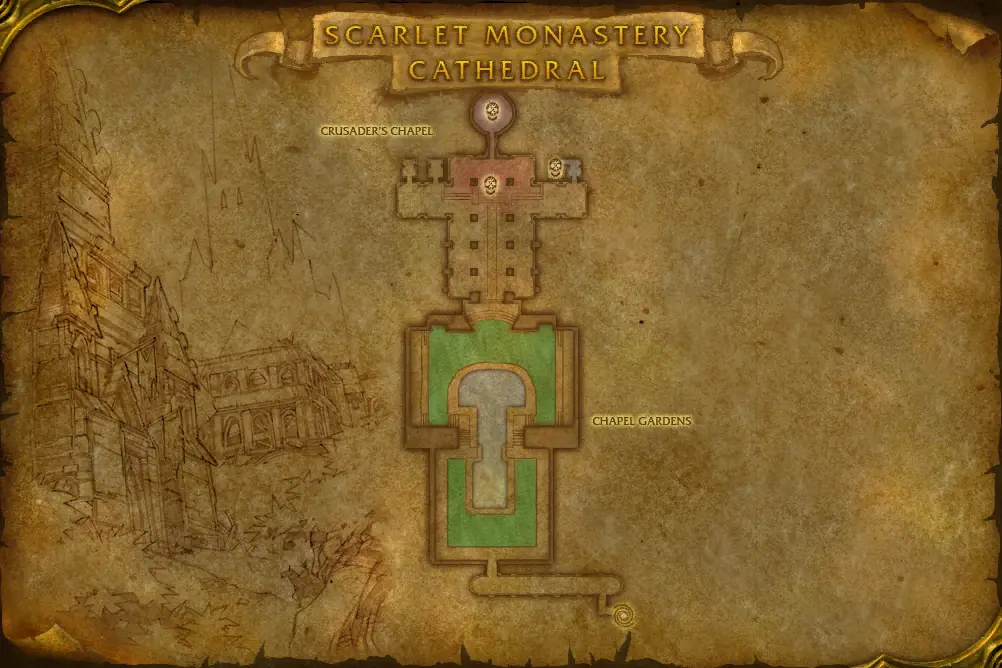 SCARLET MONASTERY
CATHEDRAL
CRUSADER'S CHAPEL
CHAPEL GARDENS